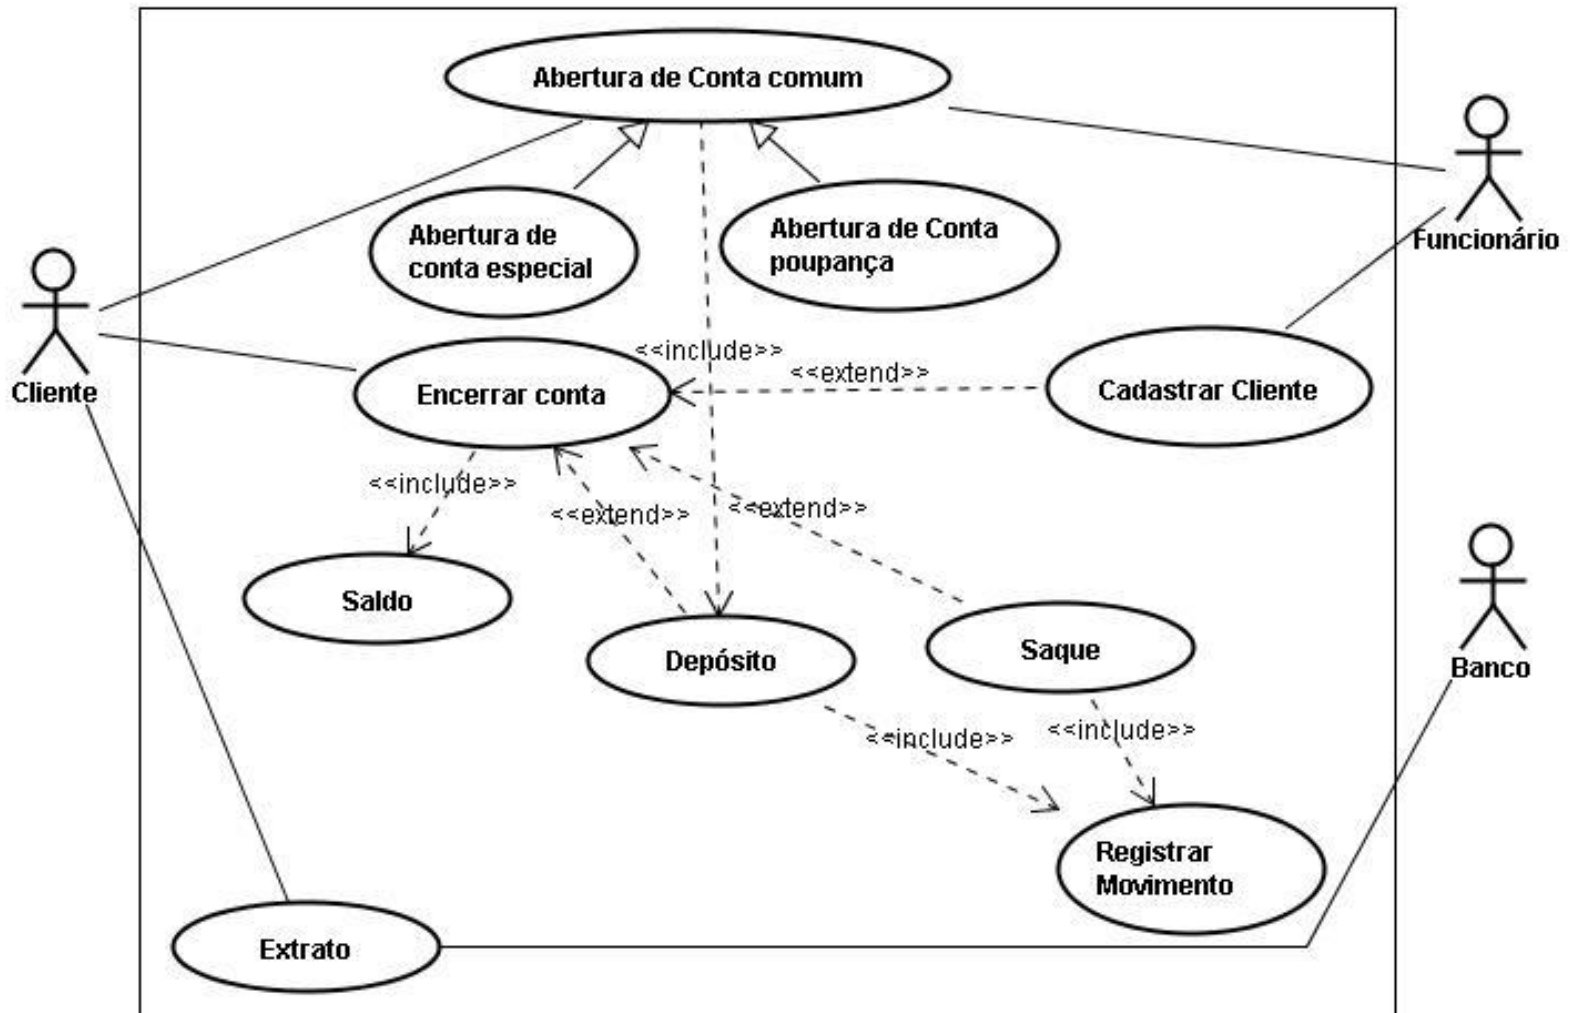 Abertura de Conta comum
Abertura de
conta especial
Abertura de Conta
poupança
Funcionário
Cliente
<<include>>
<<extend>>
Encerrar conta
Cadastrar Cliente
<<include>>
<<extend>>
<<extend>>
Saldo
Depósito
Saque
Banco
<<include>>
<<include>>
Registrar
Movimento
Extrato